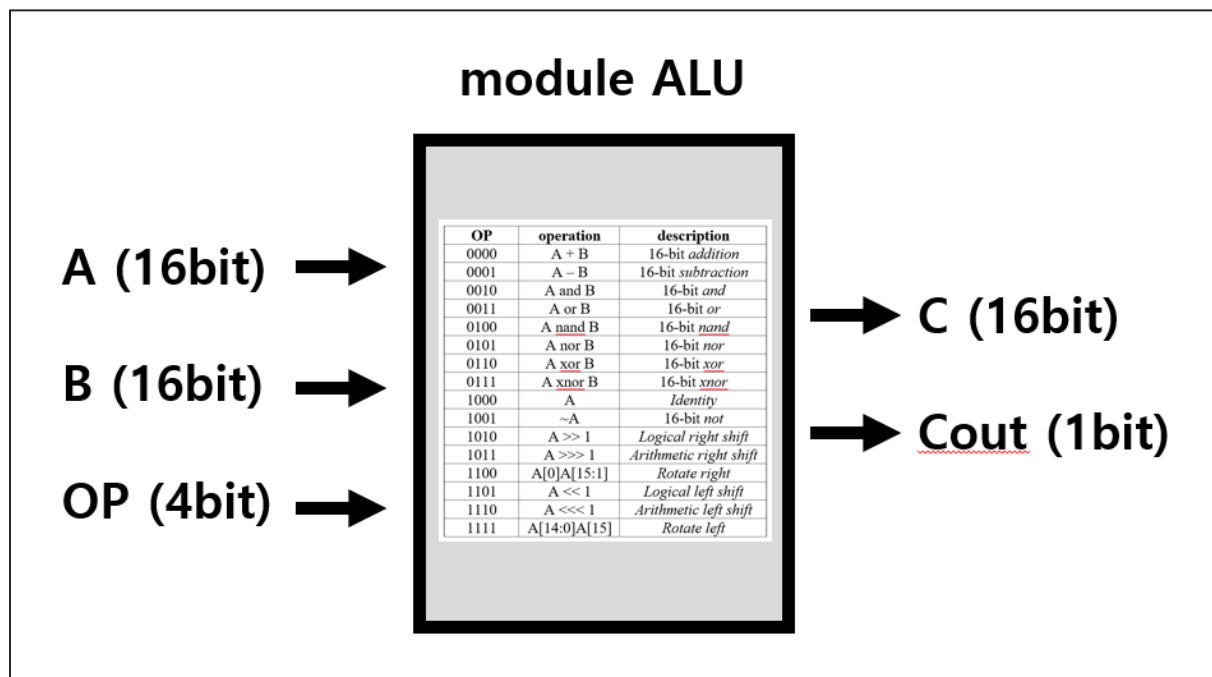 module ALU
A (16bit)
B (16bit)
OP (4bit)
OP operation description
0000 A + B 16-bit addition
0001 A – B 16-bit subtraction
0010 A and B 16-bit and
0011 A or B 16-bit or
0100 A nand B 16-bit nand
0101 A nor B 16-bit nor
0110 A xor B 16-bit xor
0111 A xnor B 16-bit xnor
1000 A Identity
1001 ~A 16-bit not
1010 A >> 1 Logical right shift
1011 A >>> 1 Arithmetic right shift
1100 A[0]A[15:1] Rotate right
1101 A << 1 Logical left shift
1110 A <<< 1 Arithmetic left shift
1111 A[14:0]A[15] Rotate left
C (16bit)
Cout (1bit)